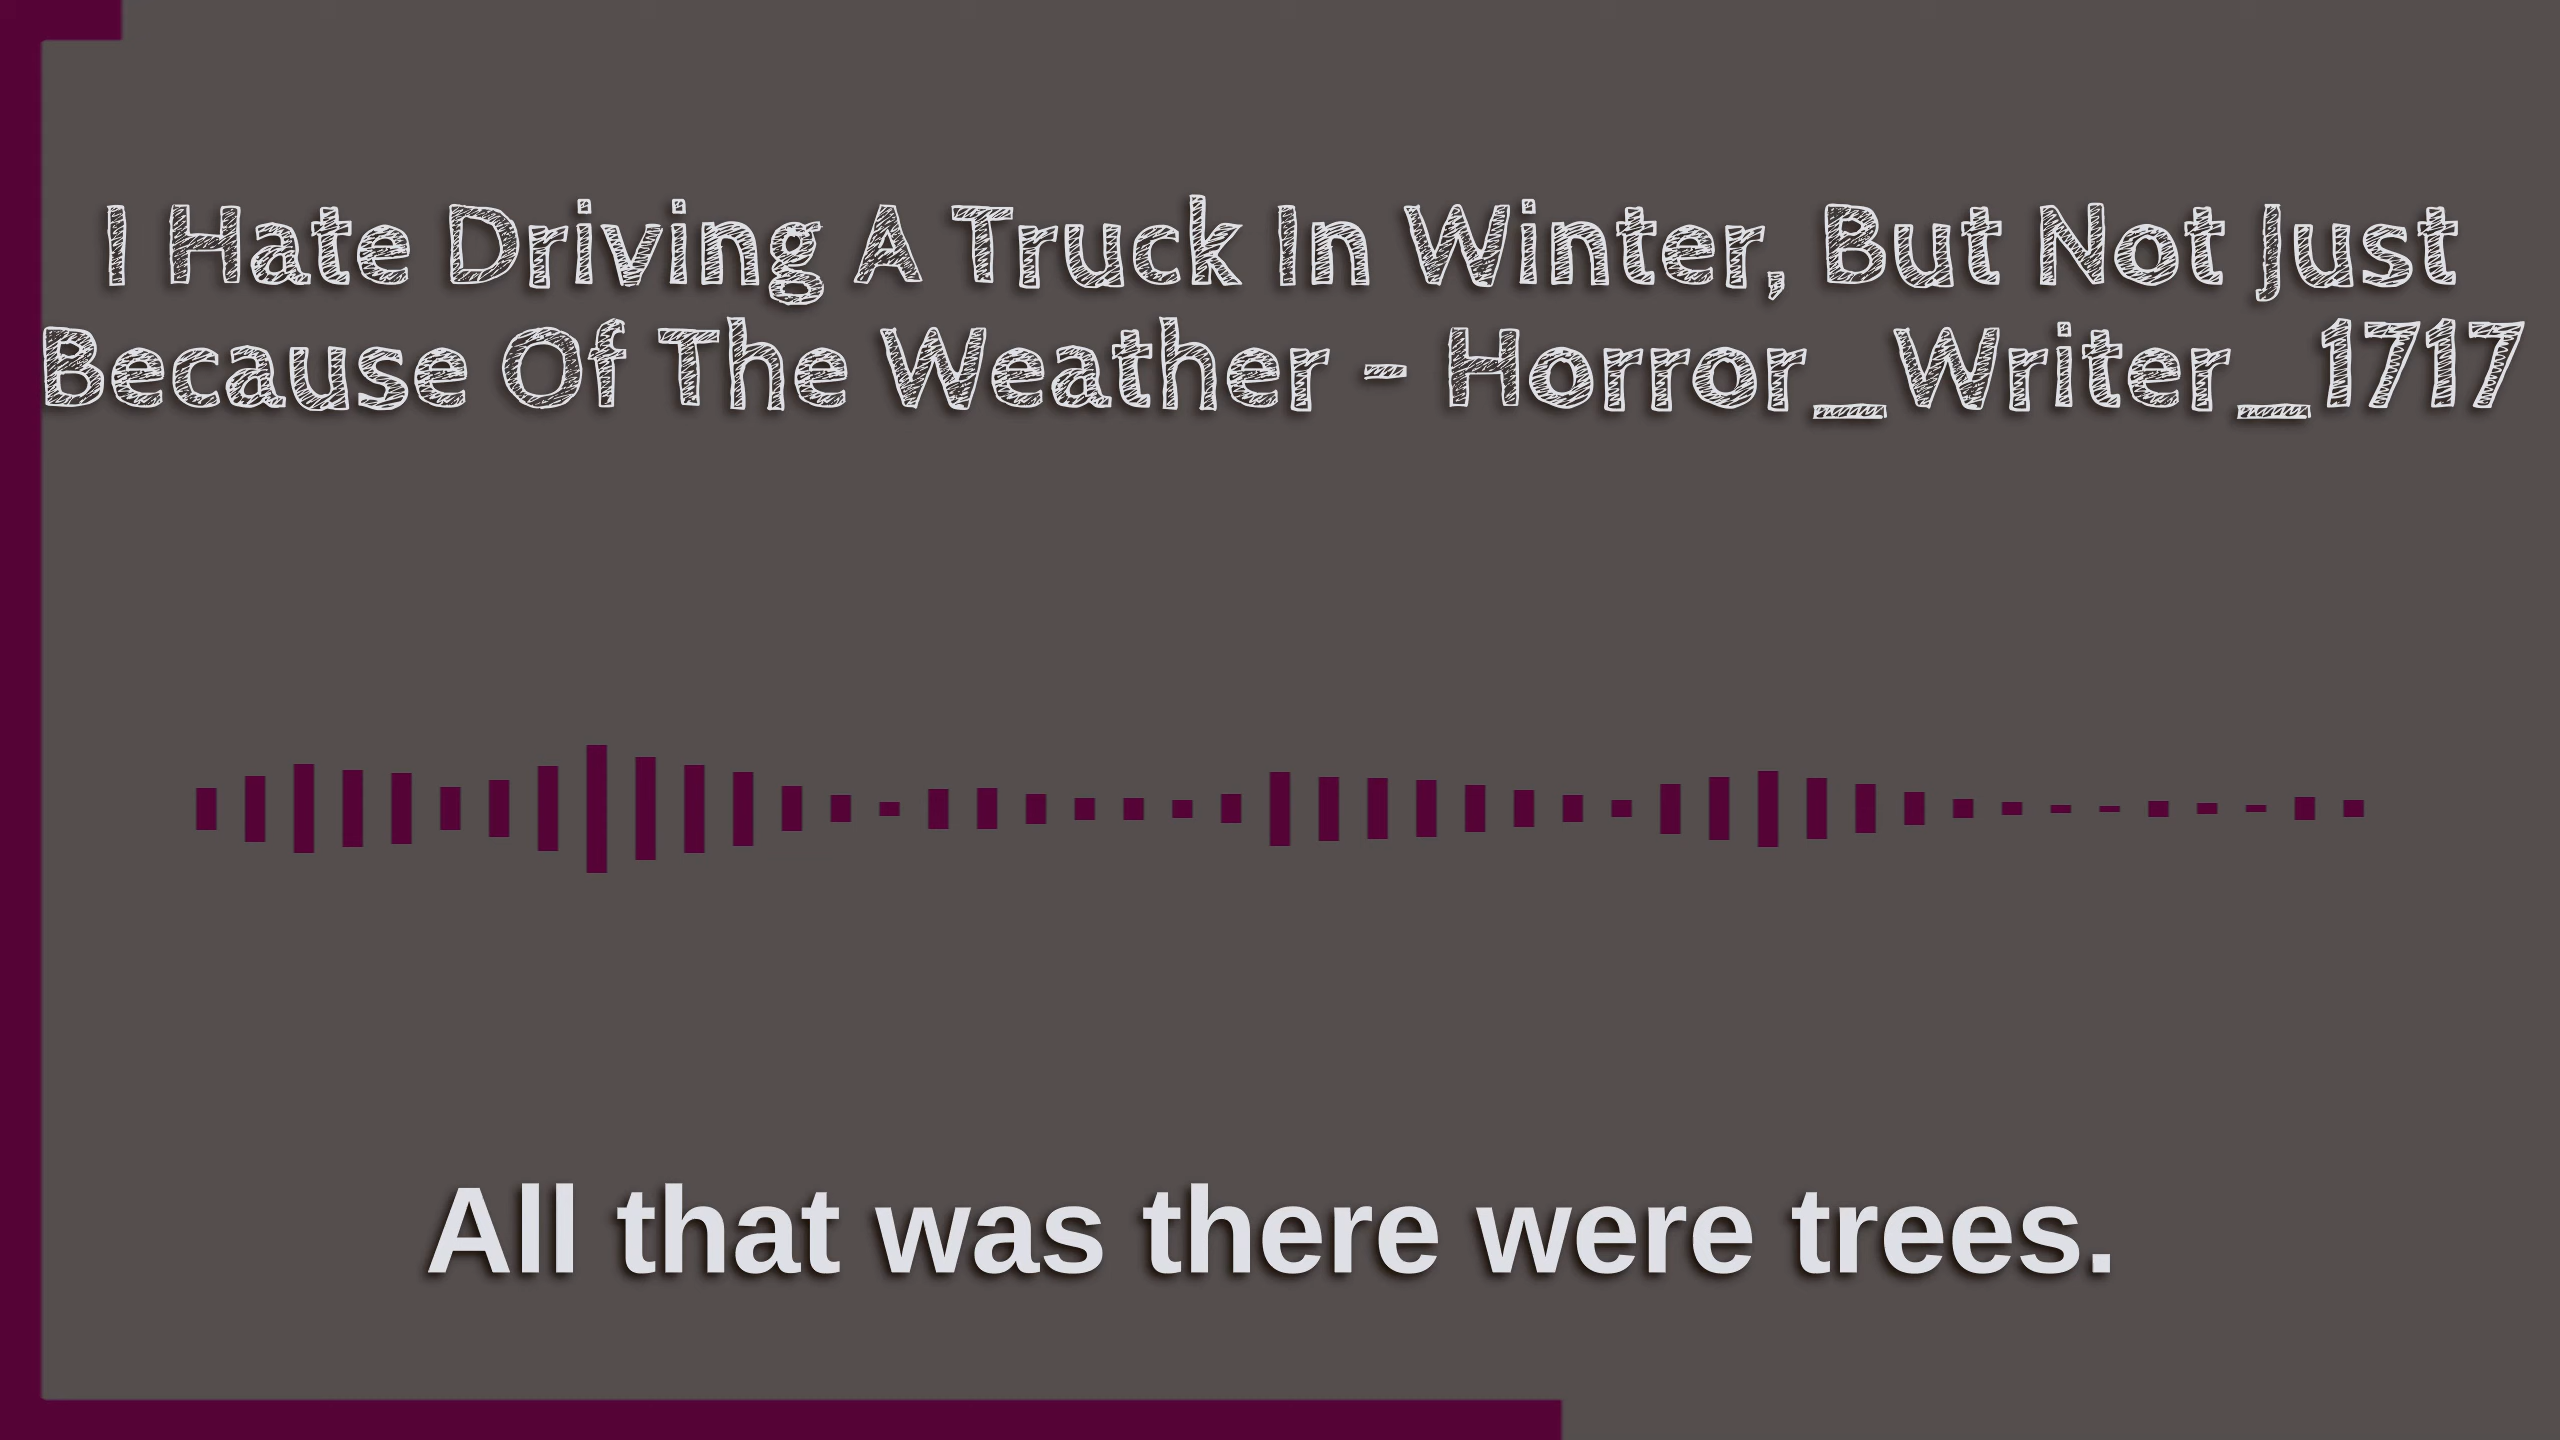 I Hate Driving A Truck In Winter, But Not Just
Because Of The Weather - Horror_Writer_1717
All that was there were trees.